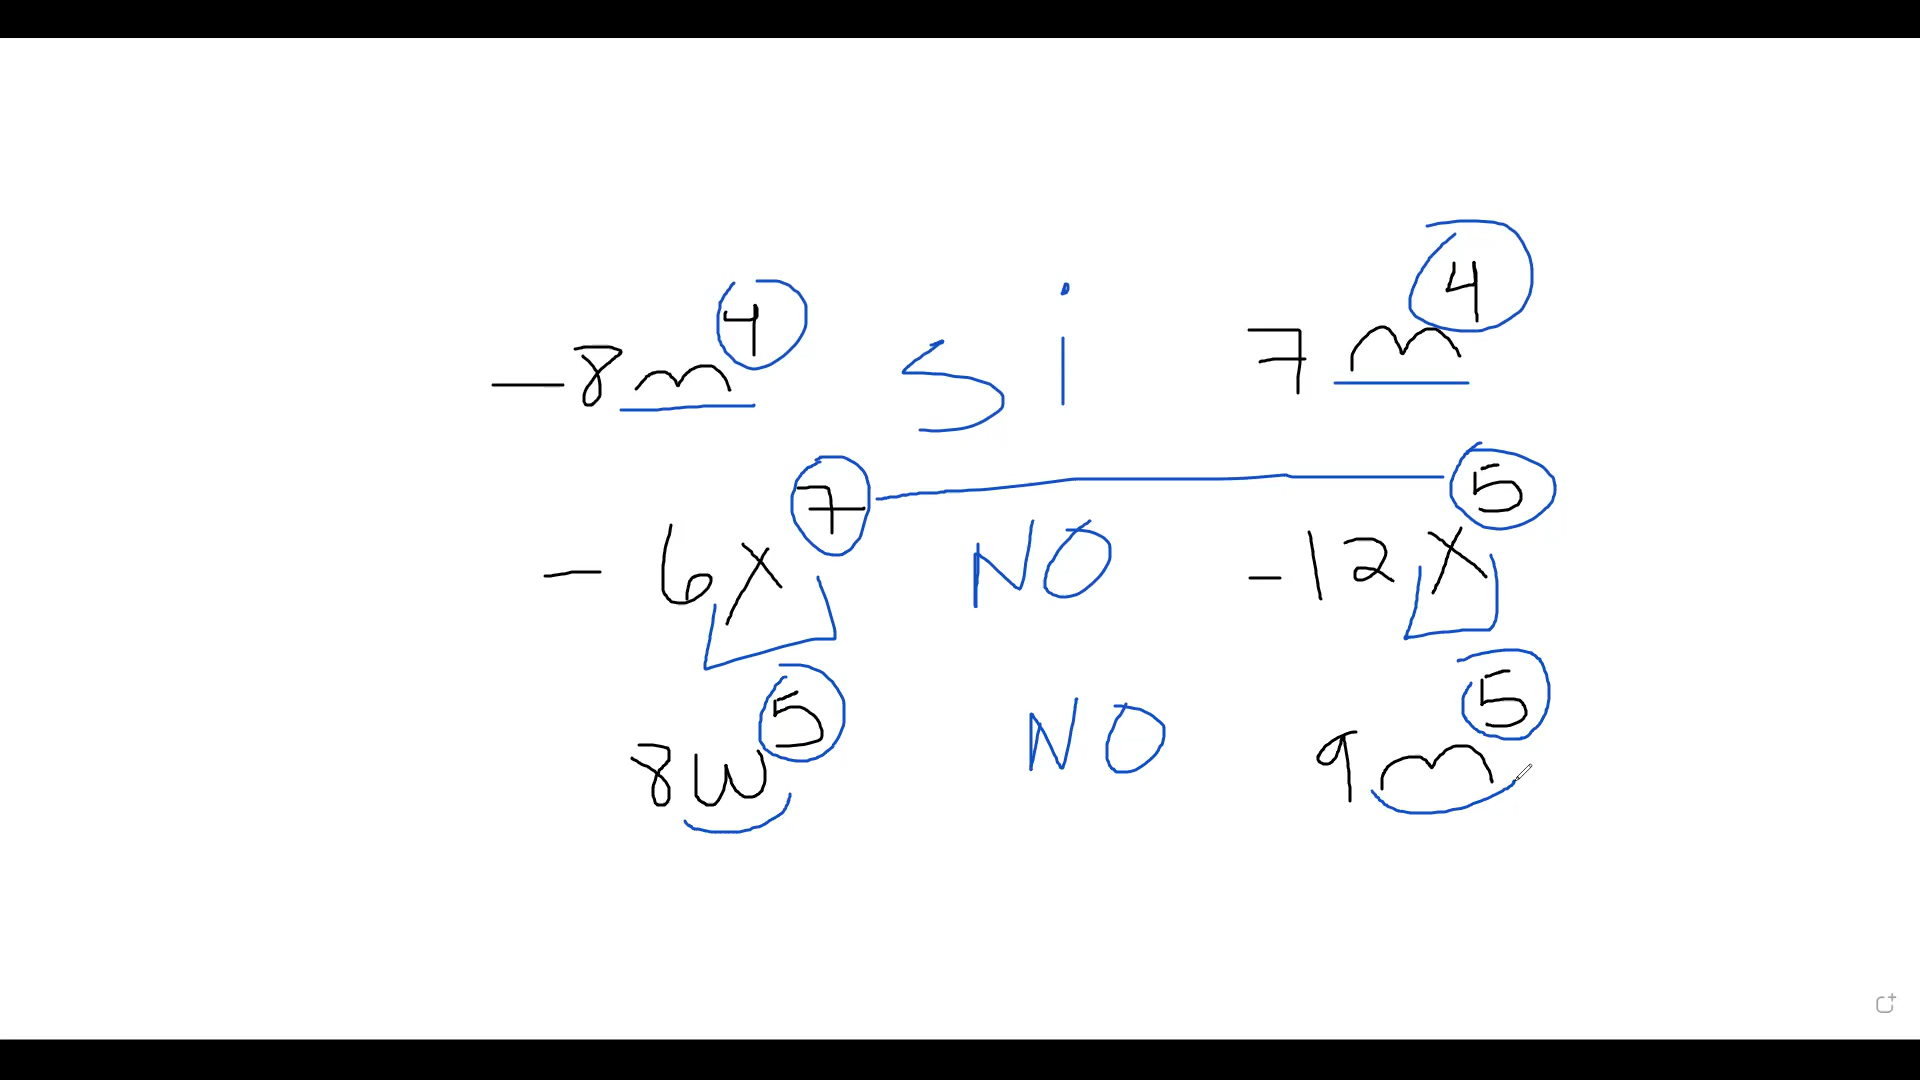 -8m⁴ Si 7m⁴
-6x⁷ NO -12x⁵
8w⁵ NO 9m⁵